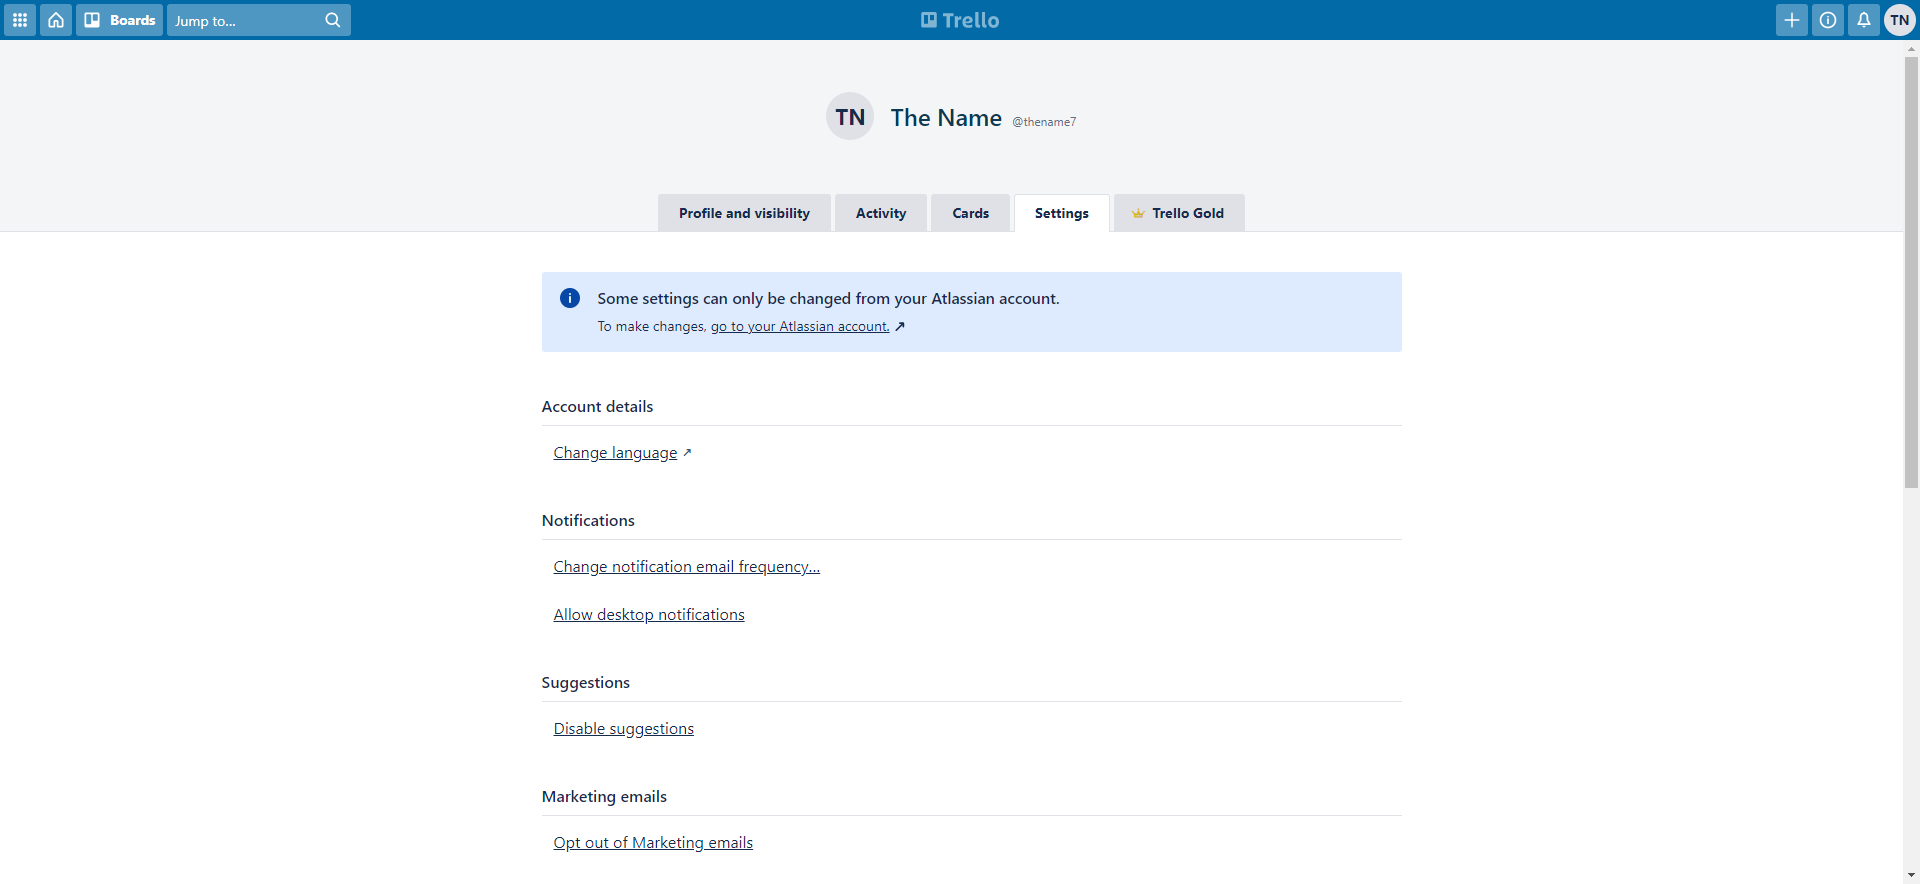 Boards
Jump to...
Trello
TN
TN
The Name @thename7
Profile and visibility
Activity
Cards
Settings
Trello Gold
Some settings can only be changed from your Atlassian account.
To make changes, go to your Atlassian account. ↗
Account details
Change language ↗
Notifications
Change notification email frequency...
Allow desktop notifications
Suggestions
Disable suggestions
Marketing emails
Opt out of Marketing emails